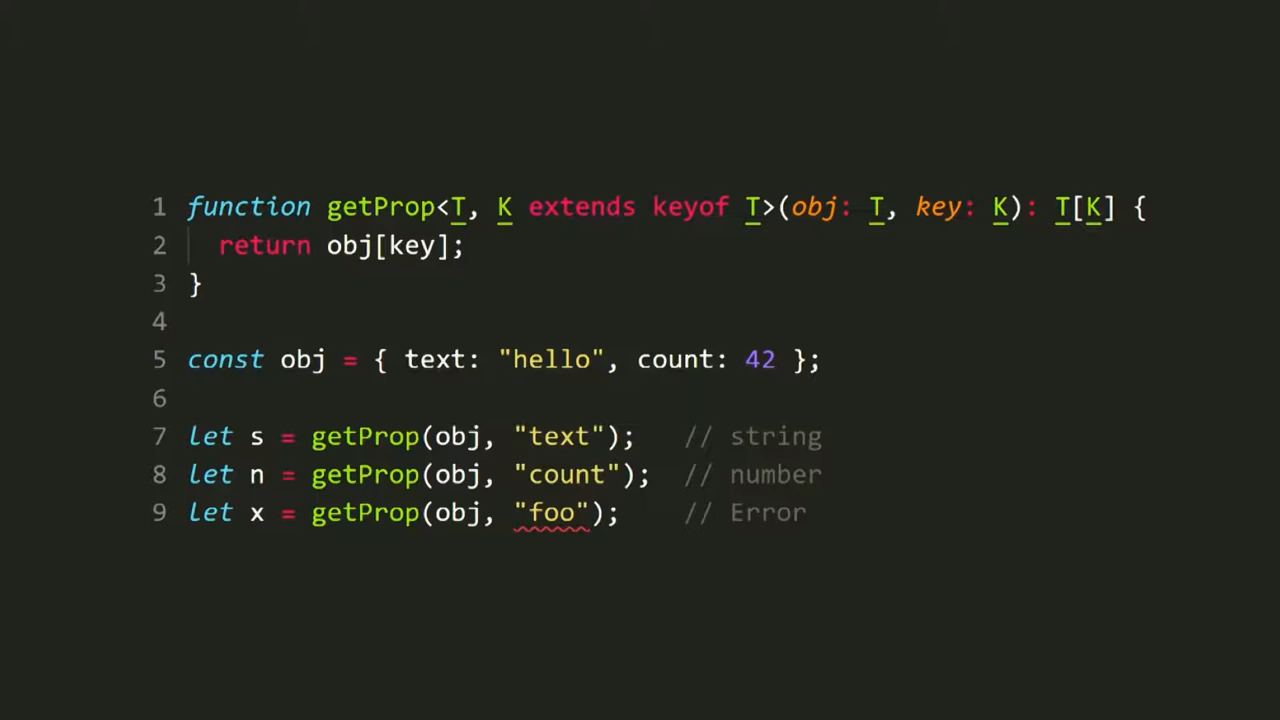 1 function getProp<T, K extends keyof T>(obj: T, key: K): T[K] {
2   return obj[key];
3 }
4
5 const obj = { text: "hello", count: 42 };
6
7 let s = getProp(obj, "text");   // string
8 let n = getProp(obj, "count");  // number
9 let x = getProp(obj, "foo");    // Error